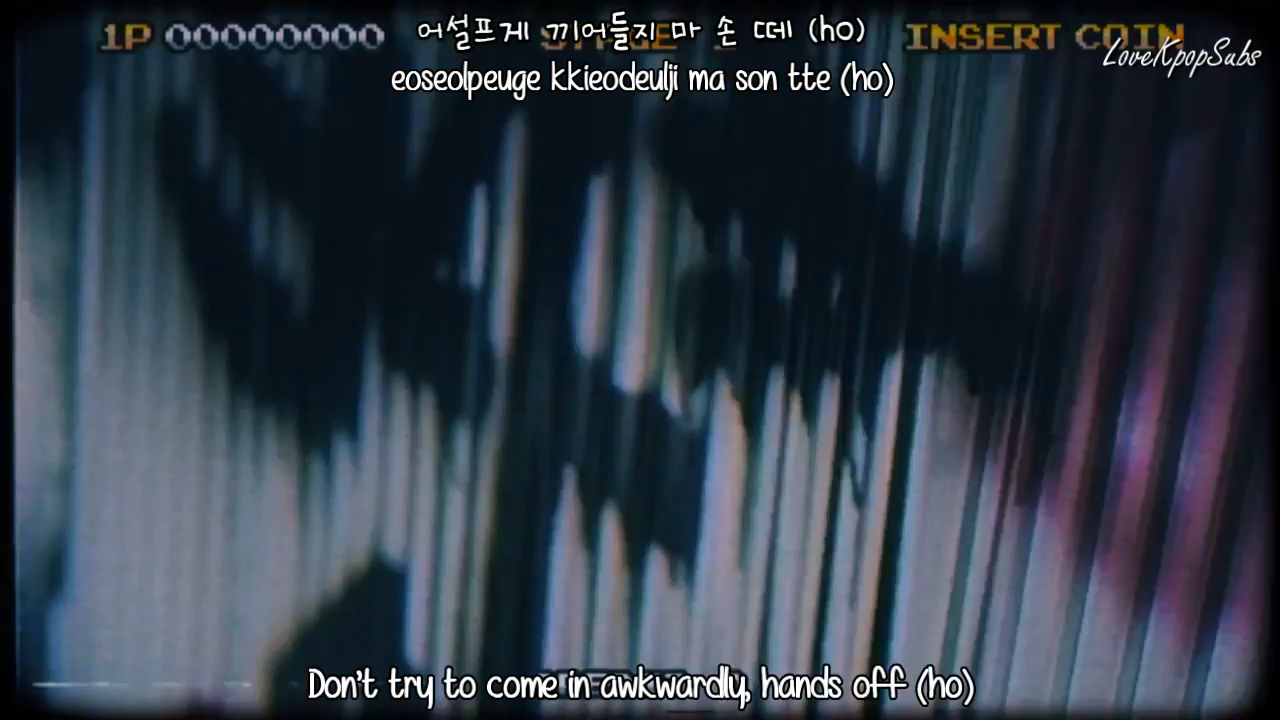 1P 00000000 STAGE INSERT COIN
어설프게 끼어들지 마 손 떼 (ho)
LoveKpopSubs
eoseolpeuge kkieodeulji ma son tte (ho)
Don't try to come in awkwardly, hands off (ho)